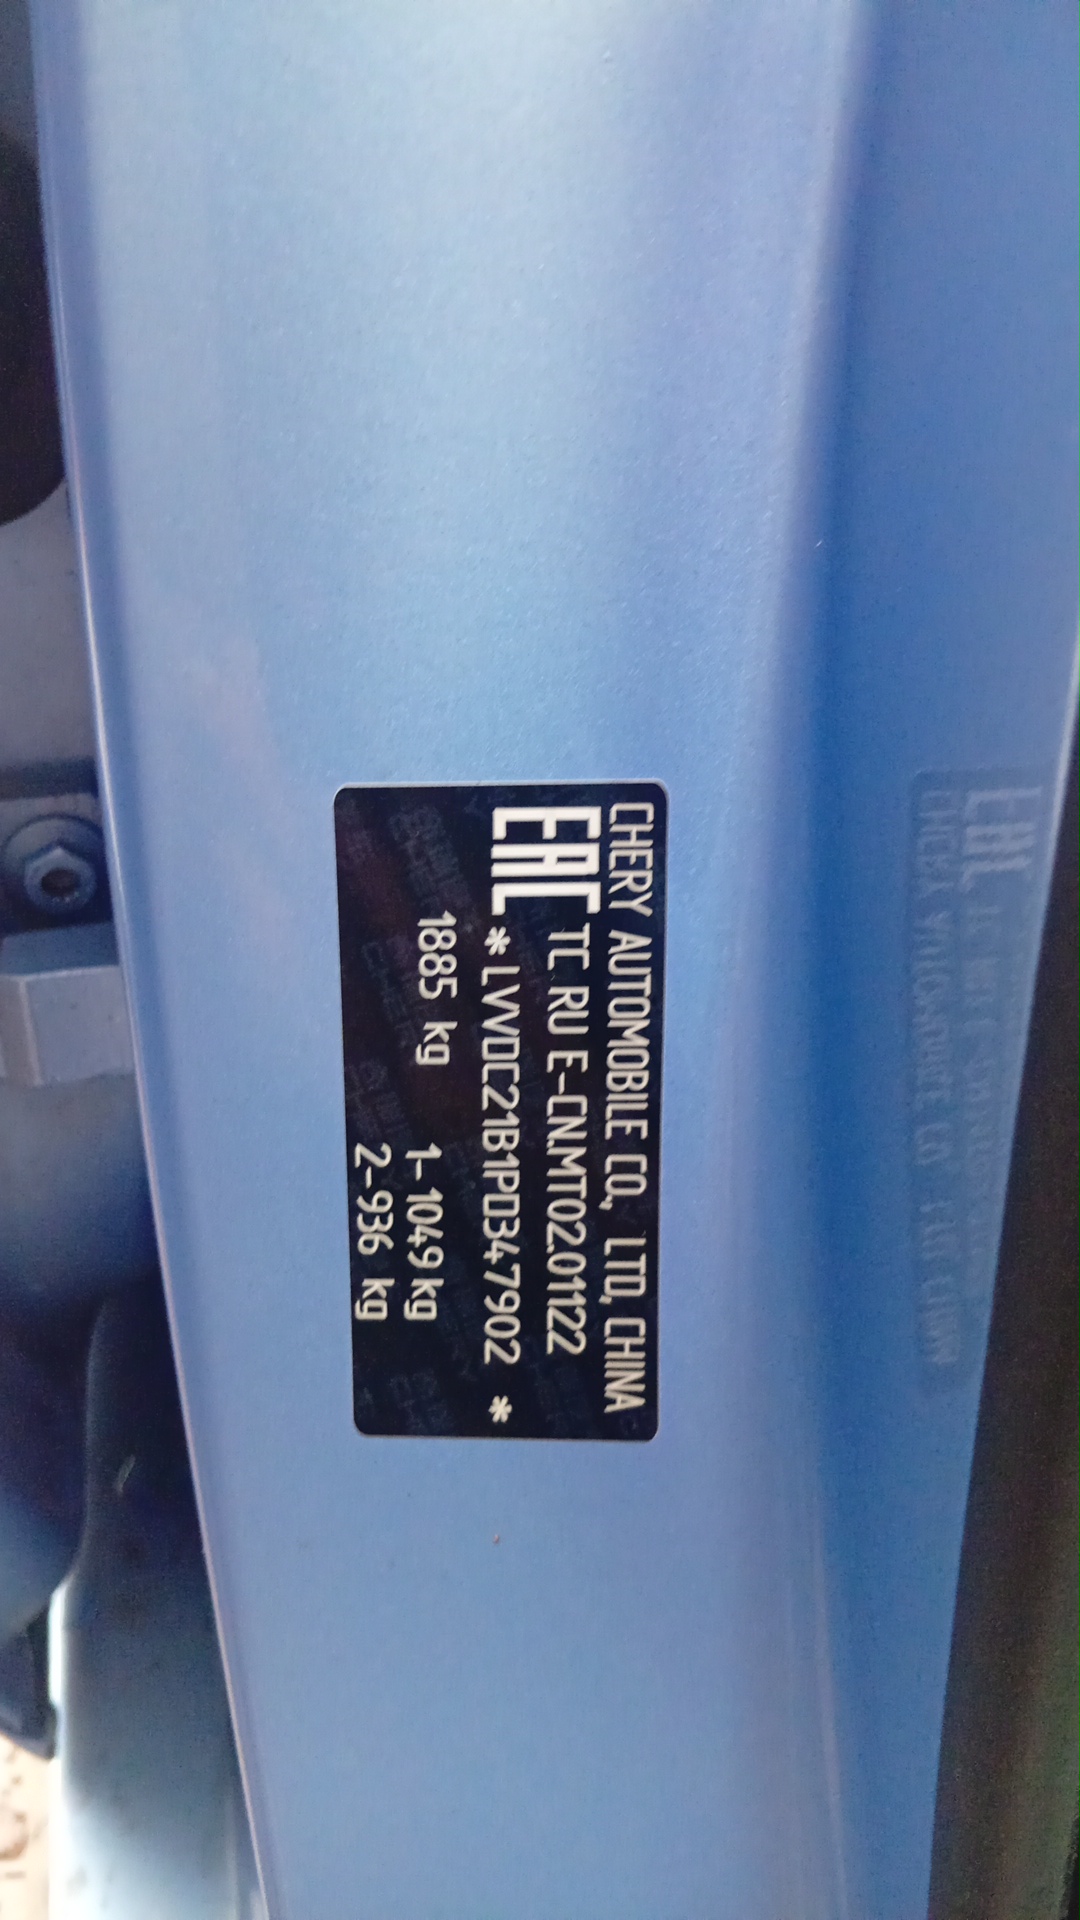 CHERY AUTOMOBILE CO., LTD, CHINA
EAC TC RU E-CN.MT02.01122
*LVVDC21B1PD347902 *
1885 kg 1-1049 kg
2-936 kg